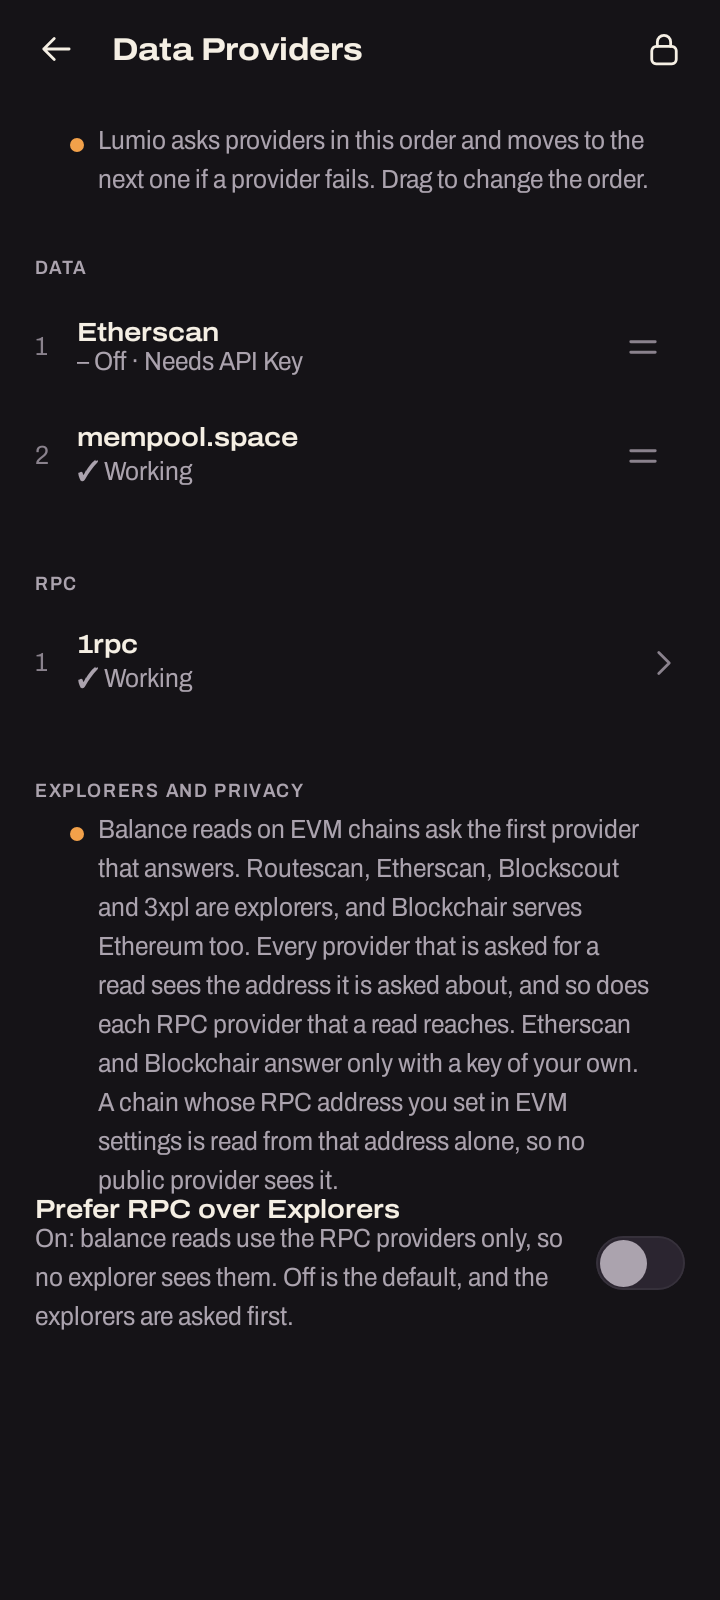 Data Providers
Lumio asks providers in this order and moves to the
next one if a provider fails. Drag to change the order.
DATA
1
Etherscan
– Off · Needs API Key
2
mempool.space
✓ Working
RPC
1
1rpc
✓ Working
EXPLORERS AND PRIVACY
Balance reads on EVM chains ask the first provider
that answers. Routescan, Etherscan, Blockscout
and 3xpl are explorers, and Blockchair serves
Ethereum too. Every provider that is asked for a
read sees the address it is asked about, and so does
each RPC provider that a read reaches. Etherscan
and Blockchair answer only with a key of your own.
A chain whose RPC address you set in EVM
settings is read from that address alone, so no
public provider sees it.
Prefer RPC over Explorers
On: balance reads use the RPC providers only, so
no explorer sees them. Off is the default, and the
explorers are asked first.